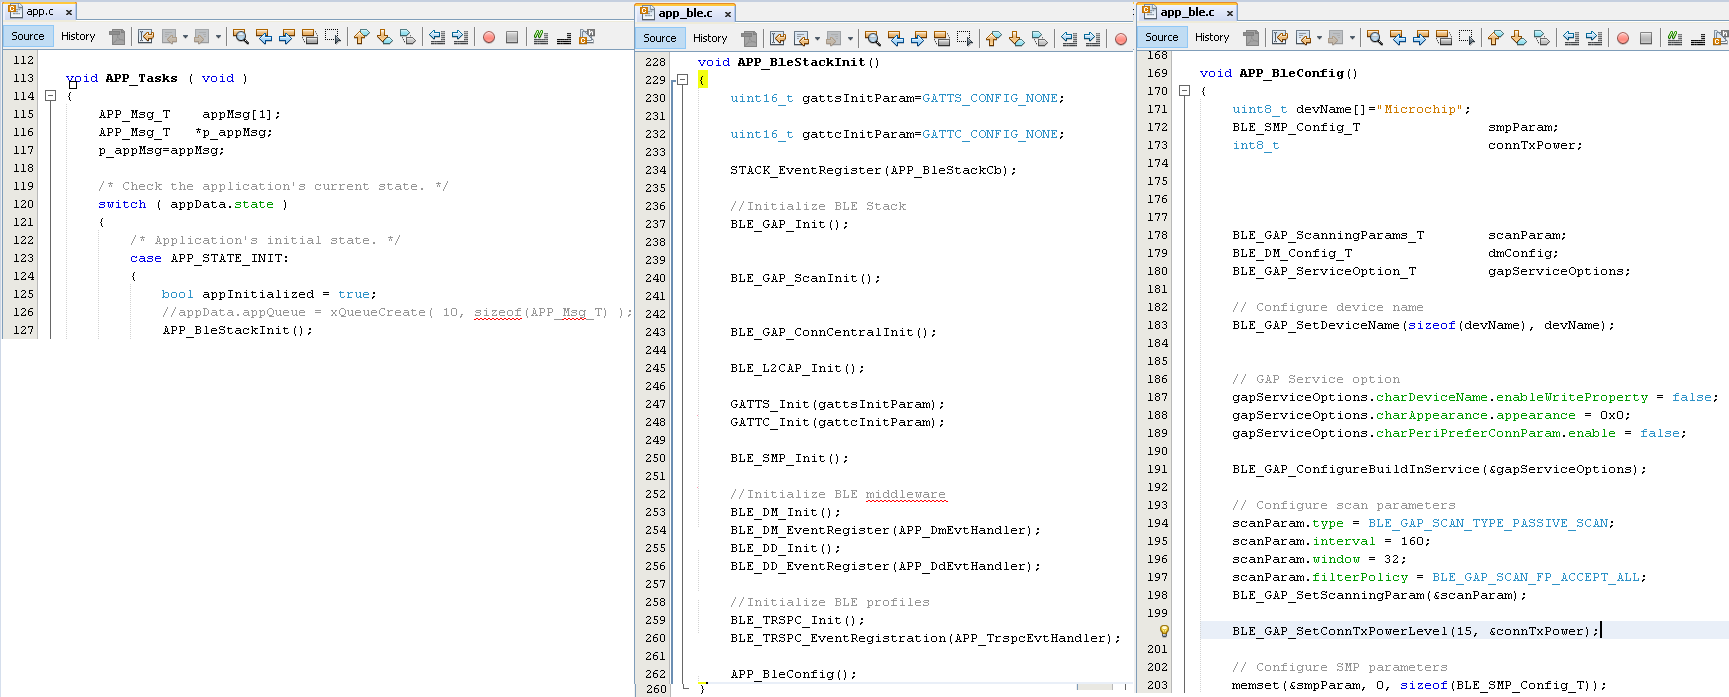 app.c ×
Source History
112
113 void APP_Tasks ( void )
114 {
115 APP_Msg_T appMsg[1];
116 APP_Msg_T *p_appMsg;
117 p_appMsg=appMsg;
118
119 /* Check the application's current state. */
120 switch ( appData.state )
121 {
122 /* Application's initial state. */
123 case APP_STATE_INIT:
124 {
125 bool appInitialized = true;
126 //appData.appQueue = xQueueCreate( 10, sizeof(APP_Msg_T) );
127 APP_BleStackInit();
app_ble.c ×
Source History
228 void APP_BleStackInit()
229 {
230 uint16_t gattsInitParam=GATTS_CONFIG_NONE;
231
232 uint16_t gattcInitParam=GATTC_CONFIG_NONE;
233
234 STACK_EventRegister(APP_BleStackCb);
235
236 //Initialize BLE Stack
237 BLE_GAP_Init();
238
239
240 BLE_GAP_ScanInit();
241
242
243 BLE_GAP_ConnCentralInit();
244
245 BLE_L2CAP_Init();
246
247 GATTS_Init(gattsInitParam);
248 GATTC_Init(gattcInitParam);
249
250 BLE_SMP_Init();
251
252 //Initialize BLE middleware
253 BLE_DM_Init();
254 BLE_DM_EventRegister(APP_DmEvtHandler);
255 BLE_DD_Init();
256 BLE_DD_EventRegister(APP_DdEvtHandler);
257
258 //Initialize BLE profiles
259 BLE_TRSPC_Init();
260 BLE_TRSPC_EventRegistration(APP_TrspcEvtHandler);
261
262 APP_BleConfig();
260 }
app_ble.c ×
Source History
168
169 void APP_BleConfig()
170 {
171 uint8_t devName[]="Microchip";
172 BLE_SMP_Config_T smpParam;
173 int8_t connTxPower;
174
175
176
177
178 BLE_GAP_ScanningParams_T scanParam;
179 BLE_DM_Config_T dmConfig;
180 BLE_GAP_ServiceOption_T gapServiceOptions;
181
182 // Configure device name
183 BLE_GAP_SetDeviceName(sizeof(devName), devName);
184
185
186 // GAP Service option
187 gapServiceOptions.charDeviceName.enableWriteProperty = false;
188 gapServiceOptions.charAppearance.appearance = 0x0;
189 gapServiceOptions.charPeriPreferConnParam.enable = false;
190
191 BLE_GAP_ConfigureBuildInService(&gapServiceOptions);
192
193 // Configure scan parameters
194 scanParam.type = BLE_GAP_SCAN_TYPE_PASSIVE_SCAN;
195 scanParam.interval = 160;
196 scanParam.window = 32;
197 scanParam.filterPolicy = BLE_GAP_SCAN_FP_ACCEPT_ALL;
198 BLE_GAP_SetScanningParam(&scanParam);
199
BLE_GAP_SetConnTxPowerLevel(15, &connTxPower);
201
202 // Configure SMP parameters
203 memset(&smpParam, 0, sizeof(BLE_SMP_Config_T));